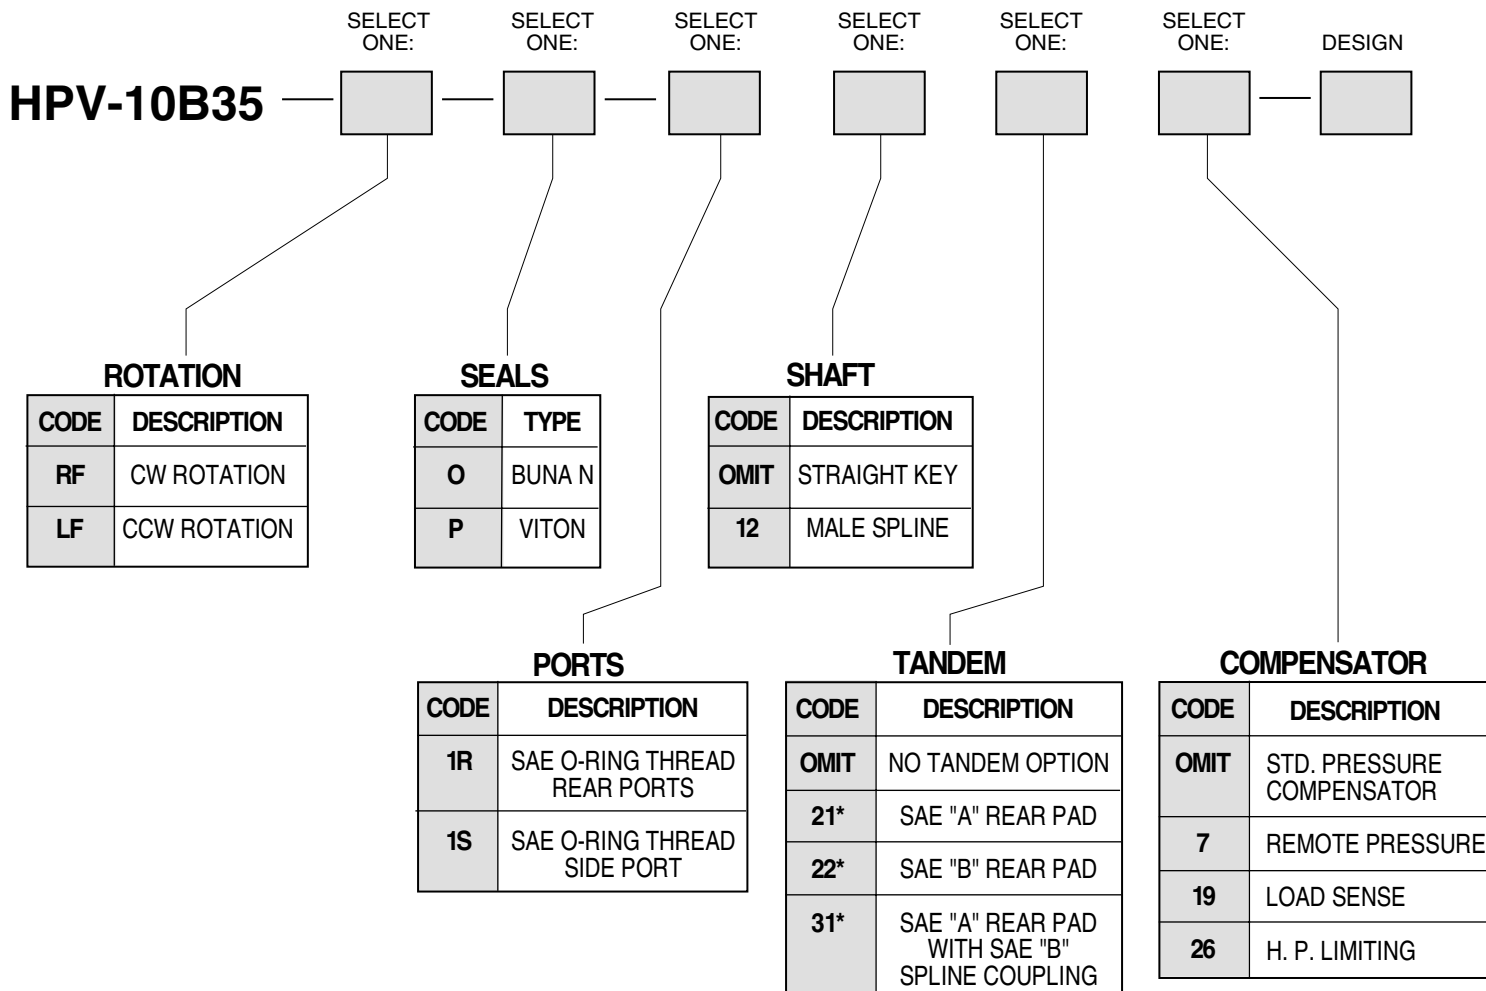 SELECT ONE:
SELECT ONE:
SELECT ONE:
SELECT ONE:
SELECT ONE:
SELECT ONE:
DESIGN
HPV-10B35
ROTATION
CODE DESCRIPTION
RF CW ROTATION
LF CCW ROTATION
SEALS
CODE TYPE
O BUNA N
P VITON
SHAFT
CODE DESCRIPTION
OMIT STRAIGHT KEY
12 MALE SPLINE
PORTS
CODE DESCRIPTION
1R SAE O-RING THREAD
REAR PORTS
1S SAE O-RING THREAD
SIDE PORT
TANDEM
CODE DESCRIPTION
OMIT NO TANDEM OPTION
21* SAE "A" REAR PAD
22* SAE "B" REAR PAD
31* SAE "A" REAR PAD
WITH SAE "B"
SPLINE COUPLING
COMPENSATOR
CODE DESCRIPTION
OMIT STD. PRESSURE
COMPENSATOR
7 REMOTE PRESSURE
19 LOAD SENSE
26 H. P. LIMITING